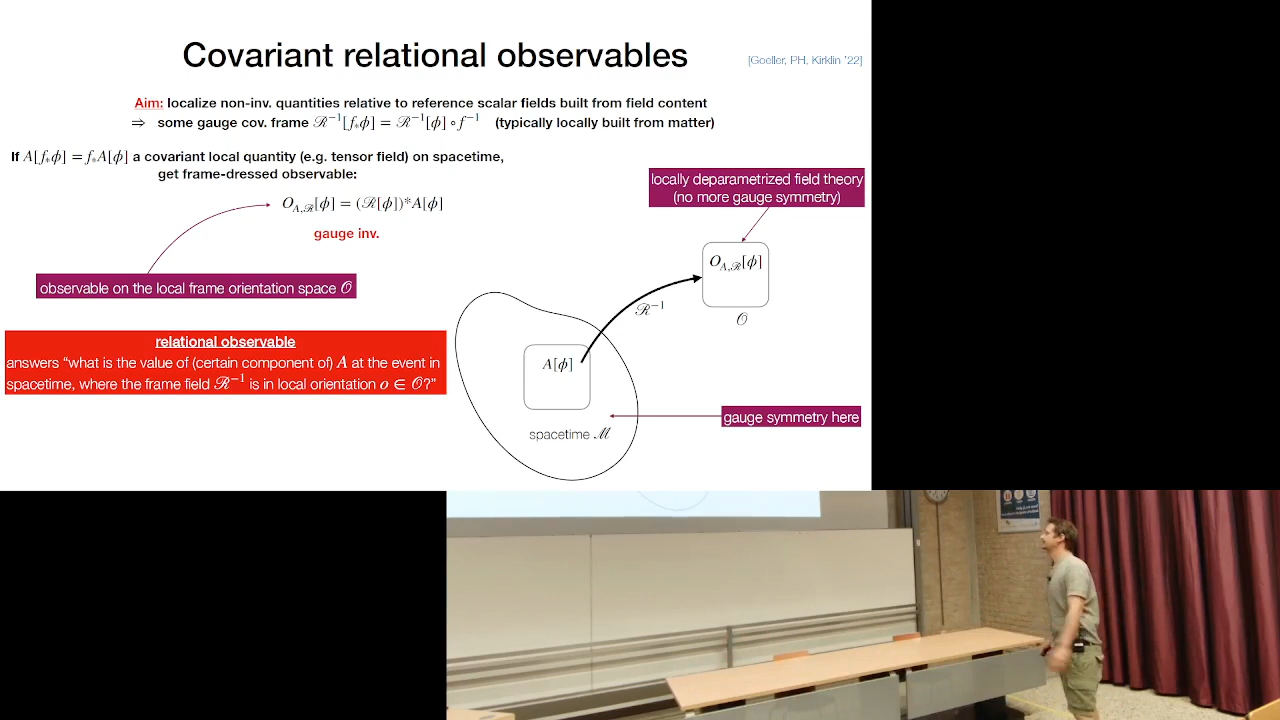 Covariant relational observables
[Goeller, PH, Kirklin '22]
Aim: localize non-inv. quantities relative to reference scalar fields built from field content
⇒ some gauge cov. frame ℛ⁻¹[f⁎ϕ] = ℛ⁻¹[ϕ] ∘ f⁻¹ (typically locally built from matter)
If A[f⁎ϕ] = f⁎A[ϕ] a covariant local quantity (e.g. tensor field) on spacetime,
get frame-dressed observable:
O_{A,ℛ}[ϕ] = (ℛ[ϕ])*A[ϕ]
gauge inv.
observable on the local frame orientation space 𝒪
relational observable
answers “what is the value of (certain component of) A at the event in
spacetime, where the frame field ℛ⁻¹ is in local orientation o ∈ 𝒪?”
locally deparametrized field theory
(no more gauge symmetry)
O_{A,ℛ}[ϕ]
𝒪
ℛ⁻¹
A[ϕ]
spacetime ℳ
gauge symmetry here